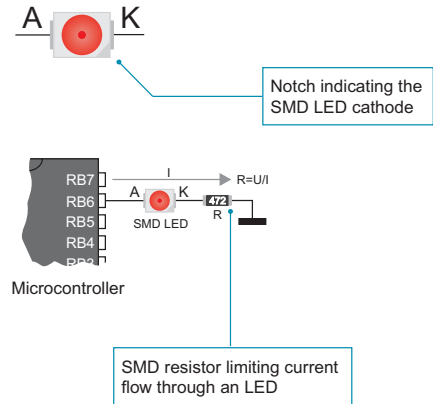 A K
Notch indicating the
SMD LED cathode
RB7
I
R=U/I
RB6
A
K
472
RB5
SMD LED
R
RB4
RB3
Microcontroller
SMD resistor limiting current
flow through an LED